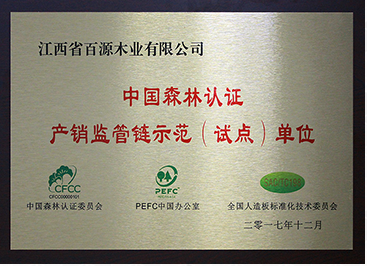 江西省百源木业有限公司
中国森林认证
产销监管链示范（试点）单位
CFCC
PEFC
中国森林认证委员会
PEFC中国办公室
全国人造板标准化技术委员会
二零一七年十二月